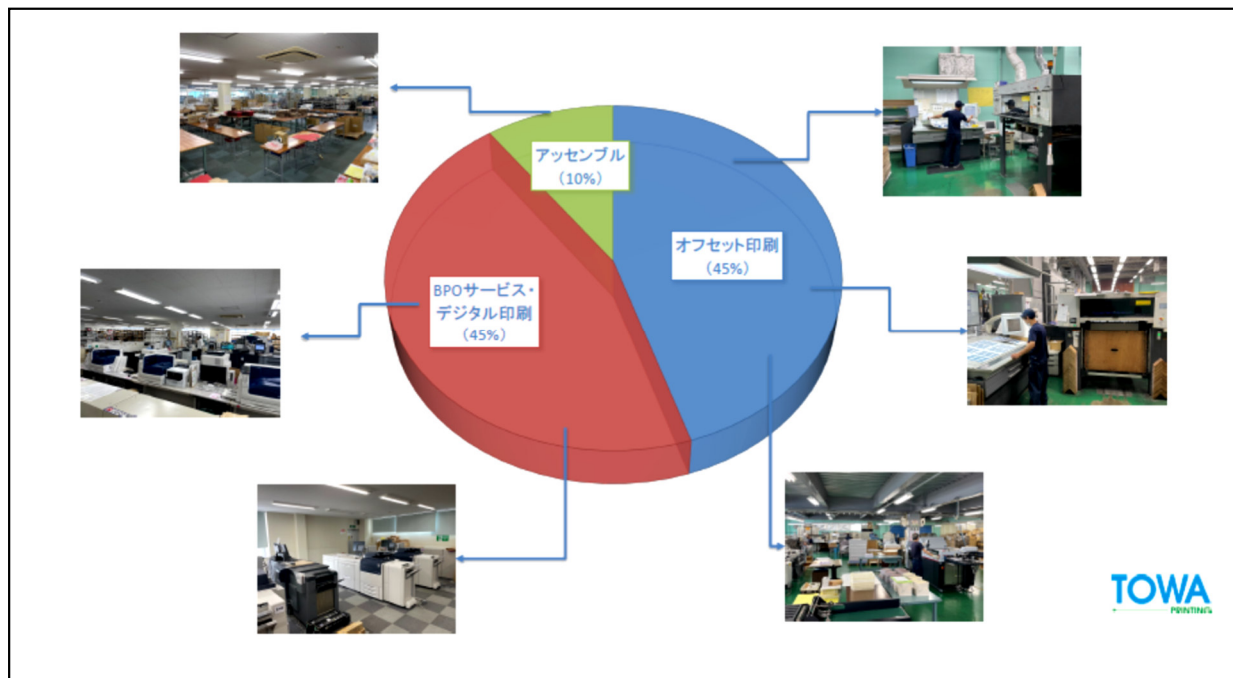 アッセンブル
（10%）
オフセット印刷
（45%）
BPOサービス・
デジタル印刷
（45%）
TOWA
PRINTING